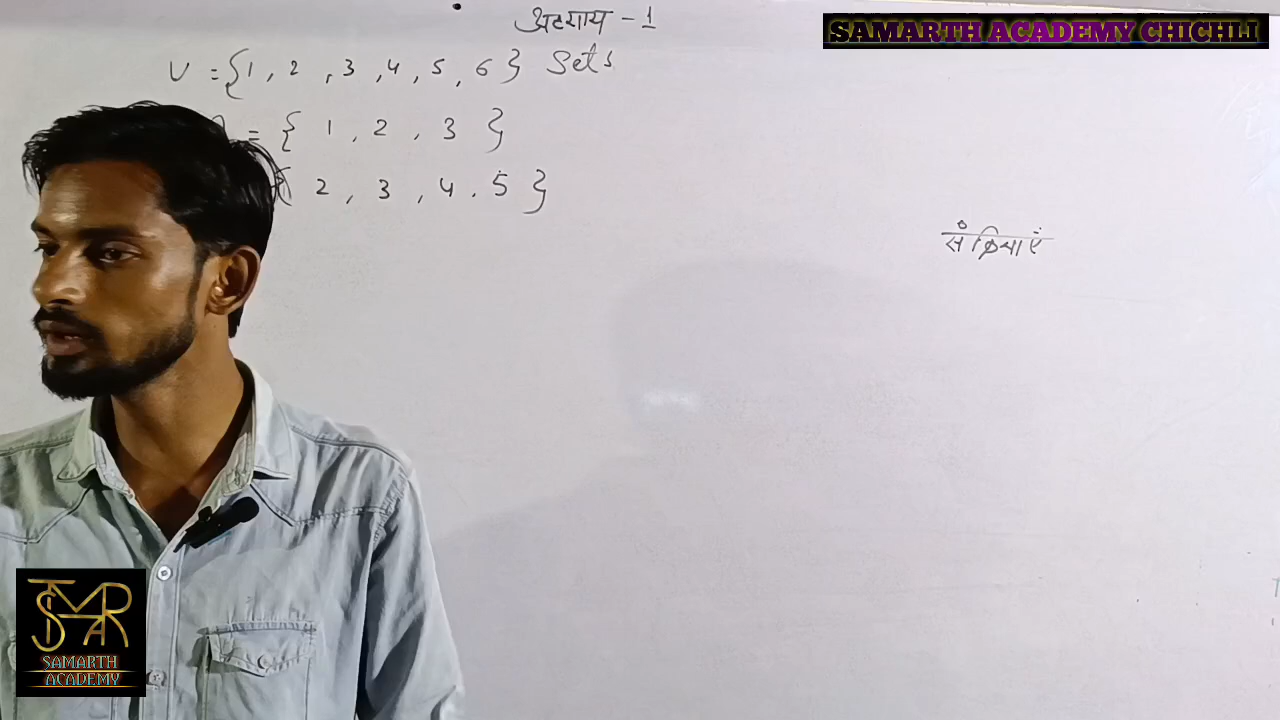 अध्याय - 1
SAMARTH ACADEMY CHICHLI
U = {1, 2, 3, 4, 5, 6} Sets
= { 1, 2, 3 }
{ 2, 3, 4. 5 }
संक्रियाएं
SAMARTH
ACADEMY